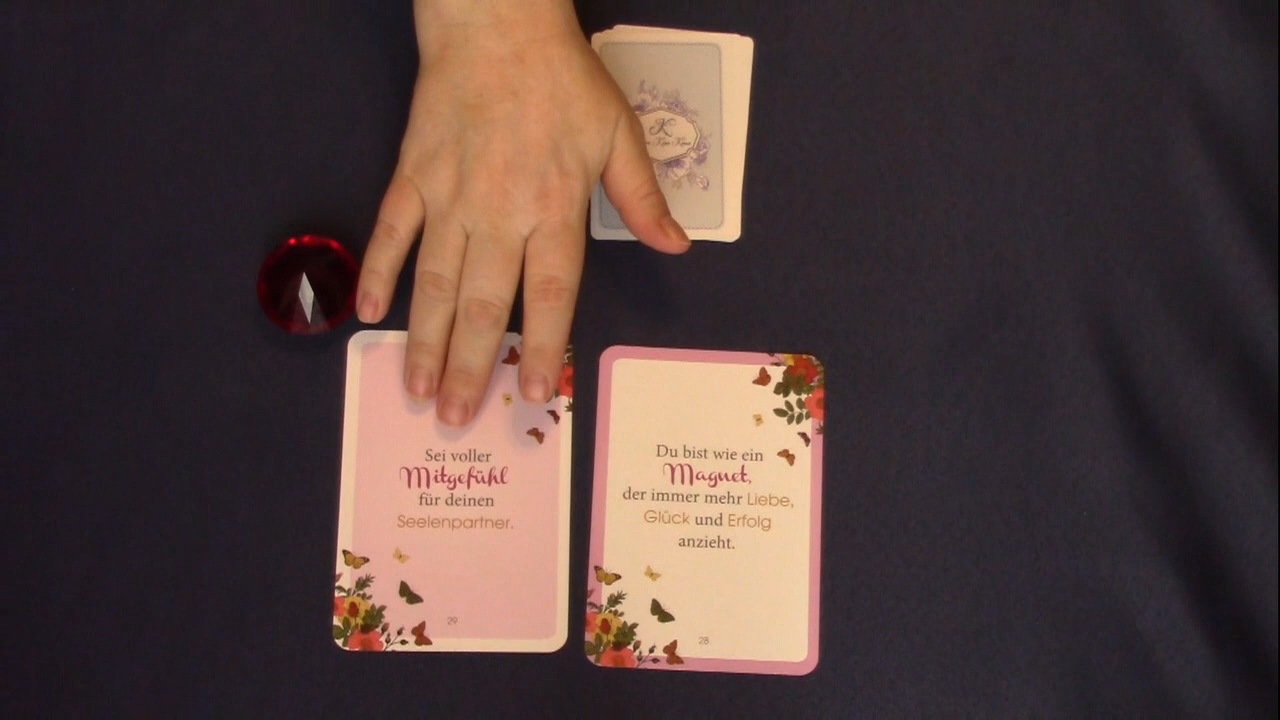 K
Sei voller
Mitgefühl
für deinen
Seelenpartner.
29
Du bist wie ein
Magnet,
der immer mehr Liebe,
Glück und Erfolg
anzieht.
28